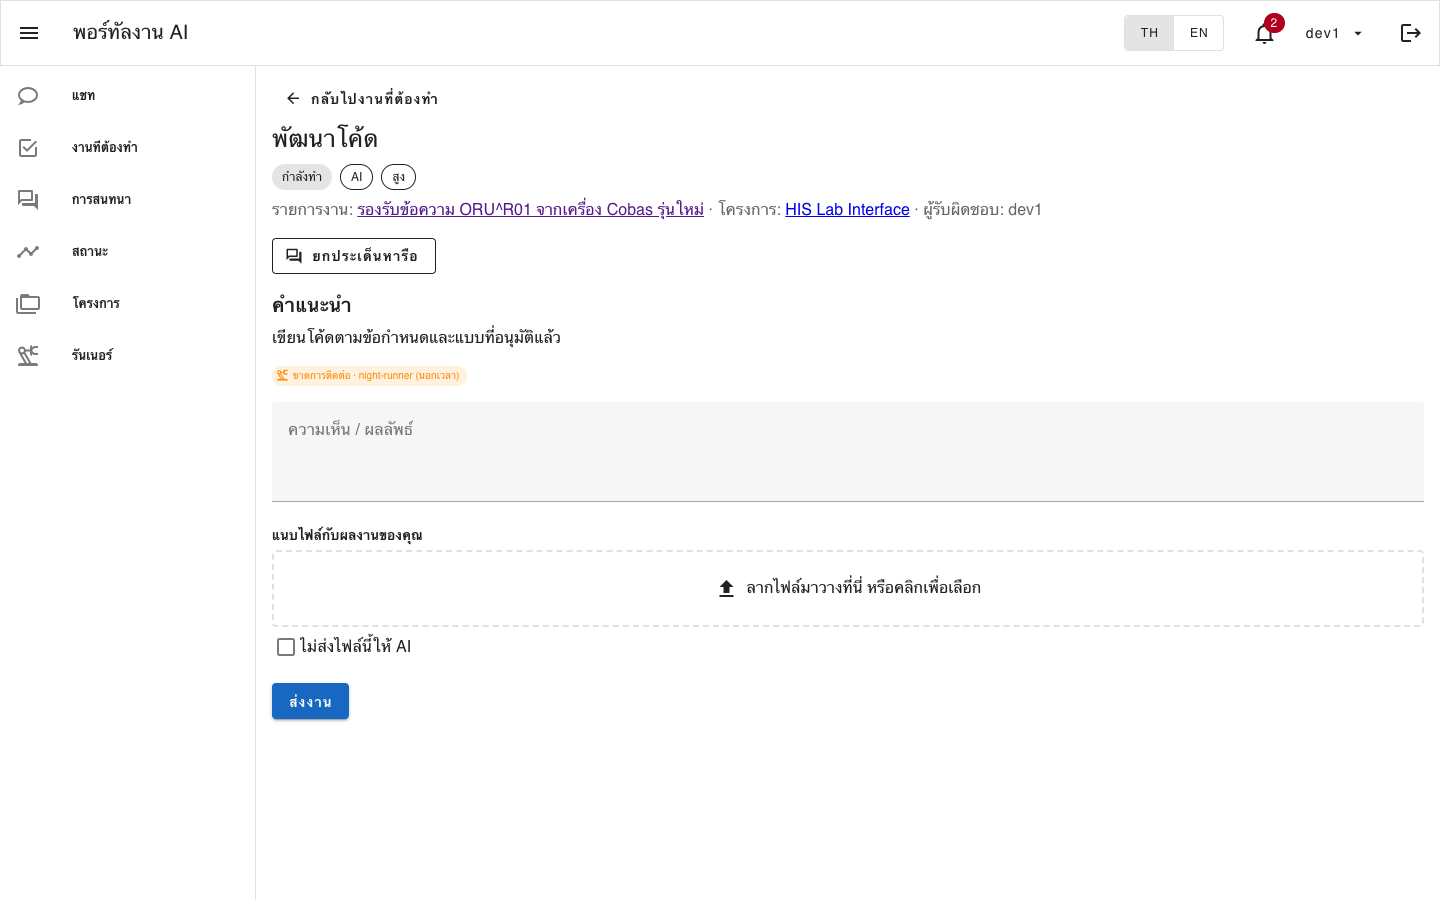 พอร์ทัลงาน AI
TH
EN
2
dev1
แชท
งานที่ต้องทำ
การสนทนา
สถานะ
โครงการ
รันเนอร์
กลับไปงานที่ต้องทำ
พัฒนาโค้ด
กำลังทำ
AI
สูง
รายการงาน: รองรับข้อความ ORU^R01 จากเครื่อง Cobas รุ่นใหม่ · โครงการ: HIS Lab Interface · ผู้รับผิดชอบ: dev1
ยกประเด็นหารือ
คำแนะนำ
เขียนโค้ดตามข้อกำหนดและแบบที่อนุมัติแล้ว
ขาดการติดต่อ · night-runner (นอกเวลา)
ความเห็น / ผลลัพธ์
แนบไฟล์กับผลงานของคุณ
ลากไฟล์มาวางที่นี่ หรือคลิกเพื่อเลือก
ไม่ส่งไฟล์นี้ให้ AI
ส่งงาน